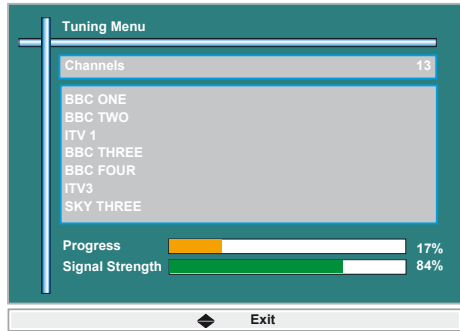 Tuning Menu
Channels 13
BBC ONE
BBC TWO
ITV 1
BBC THREE
BBC FOUR
ITV3
SKY THREE
Progress 17%
Signal Strength 84%
Exit